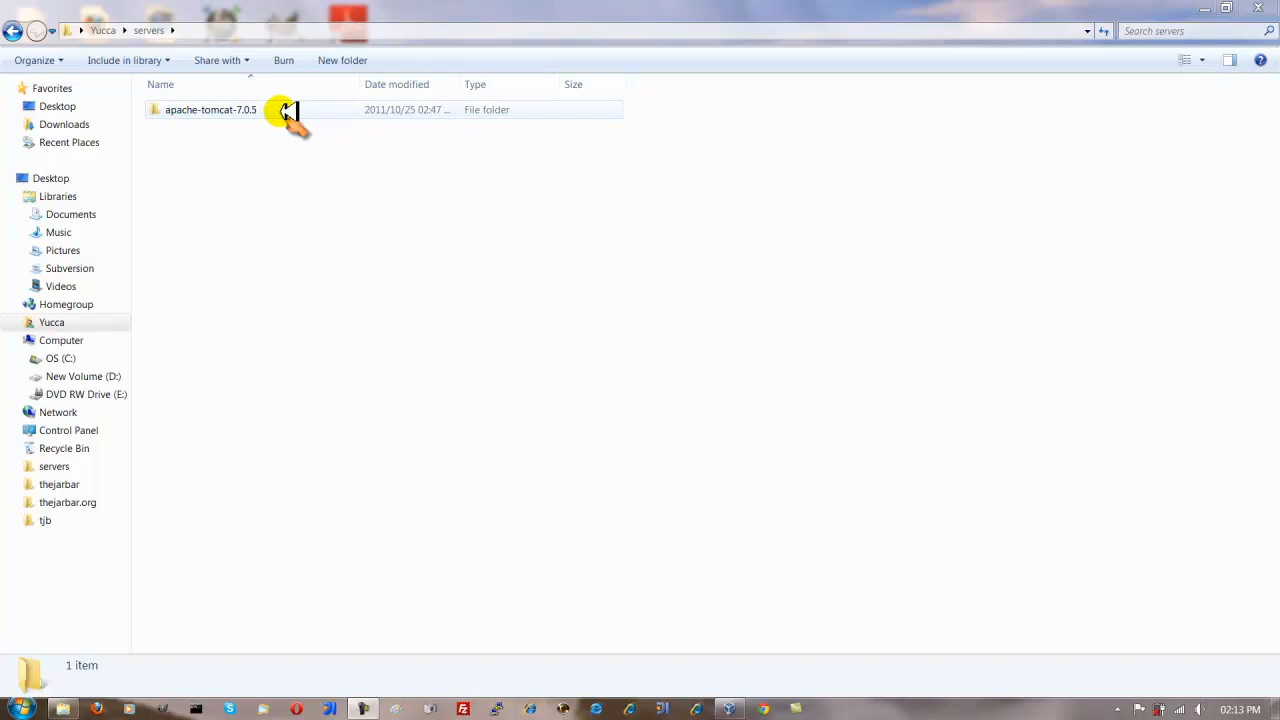 Yucca servers
Search servers
Organize Include in library Share with Burn New folder
Name Date modified Type Size
apache-tomcat-7.0.5 2011/10/25 02:47 ... File folder
Favorites
Desktop
Downloads
Recent Places
Desktop
Libraries
Documents
Music
Pictures
Subversion
Videos
Homegroup
Yucca
Computer
OS (C:)
New Volume (D:)
DVD RW Drive (E:)
Network
Control Panel
Recycle Bin
servers
thejarbar
thejarbar.org
tjb
1 item
02:13 PM